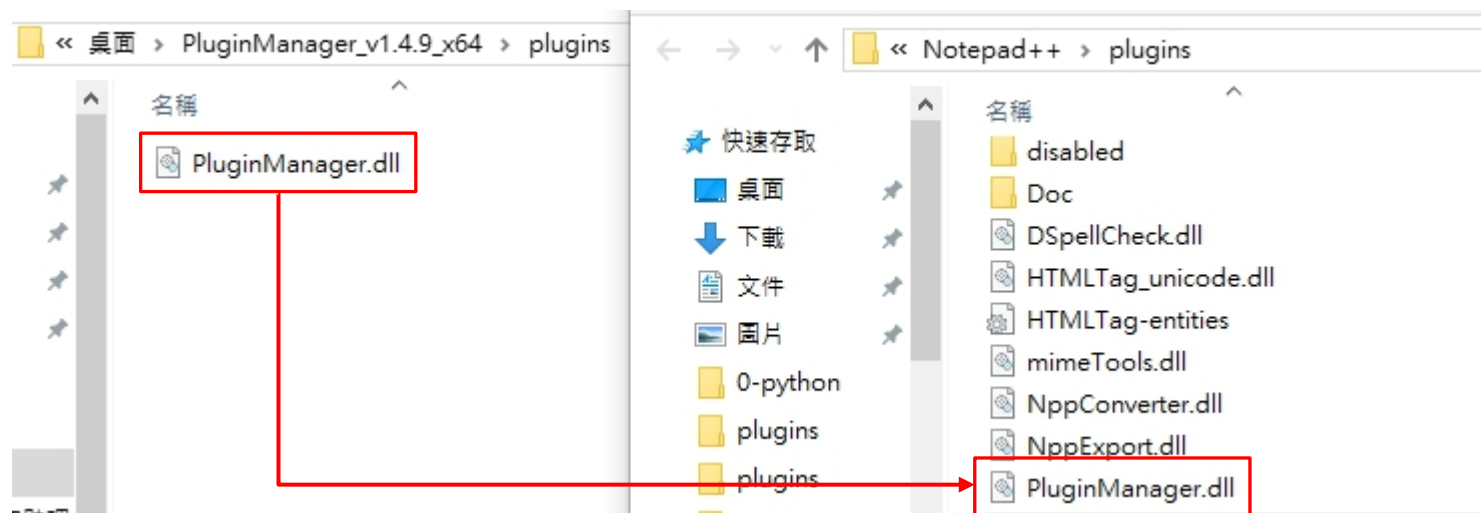 « 桌面 > PluginManager_v1.4.9_x64 > plugins
名稱
PluginManager.dll
« Notepad++ > plugins
快速存取
桌面
下載
文件
圖片
0-python
plugins
plugins
名稱
disabled
Doc
DSpellCheck.dll
HTMLTag_unicode.dll
HTMLTag-entities
mimeTools.dll
NppConverter.dll
NppExport.dll
PluginManager.dll